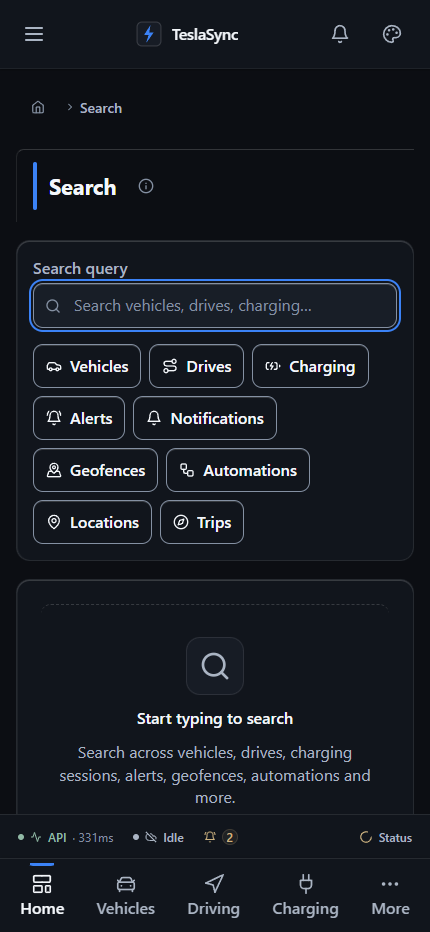 TeslaSync
Search
Search
Search query
Search vehicles, drives, charging...
Vehicles Drives Charging
Alerts Notifications
Geofences Automations
Locations Trips
Start typing to search
Search across vehicles, drives, charging
sessions, alerts, geofences, automations and
more.
API · 331ms Idle 2 Status
Home Vehicles Driving Charging More